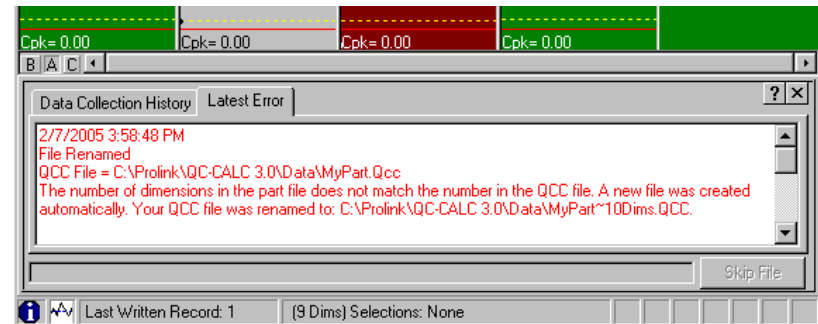 Cpk= 0.00 Cpk= 0.00 Cpk= 0.00 Cpk= 0.00
B A C
Data Collection History Latest Error ? ×
2/7/2005 3:58:48 PM
File Renamed
QCC File = C:\Prolink\QC-CALC 3.0\Data\MyPart.Qcc
The number of dimensions in the part file does not match the number in the QCC file. A new file was created
automatically. Your QCC file was renamed to: C:\Prolink\QC-CALC 3.0\Data\MyPart~10Dims.QCC.
Skip File
Last Written Record: 1 (9 Dims) Selections: None